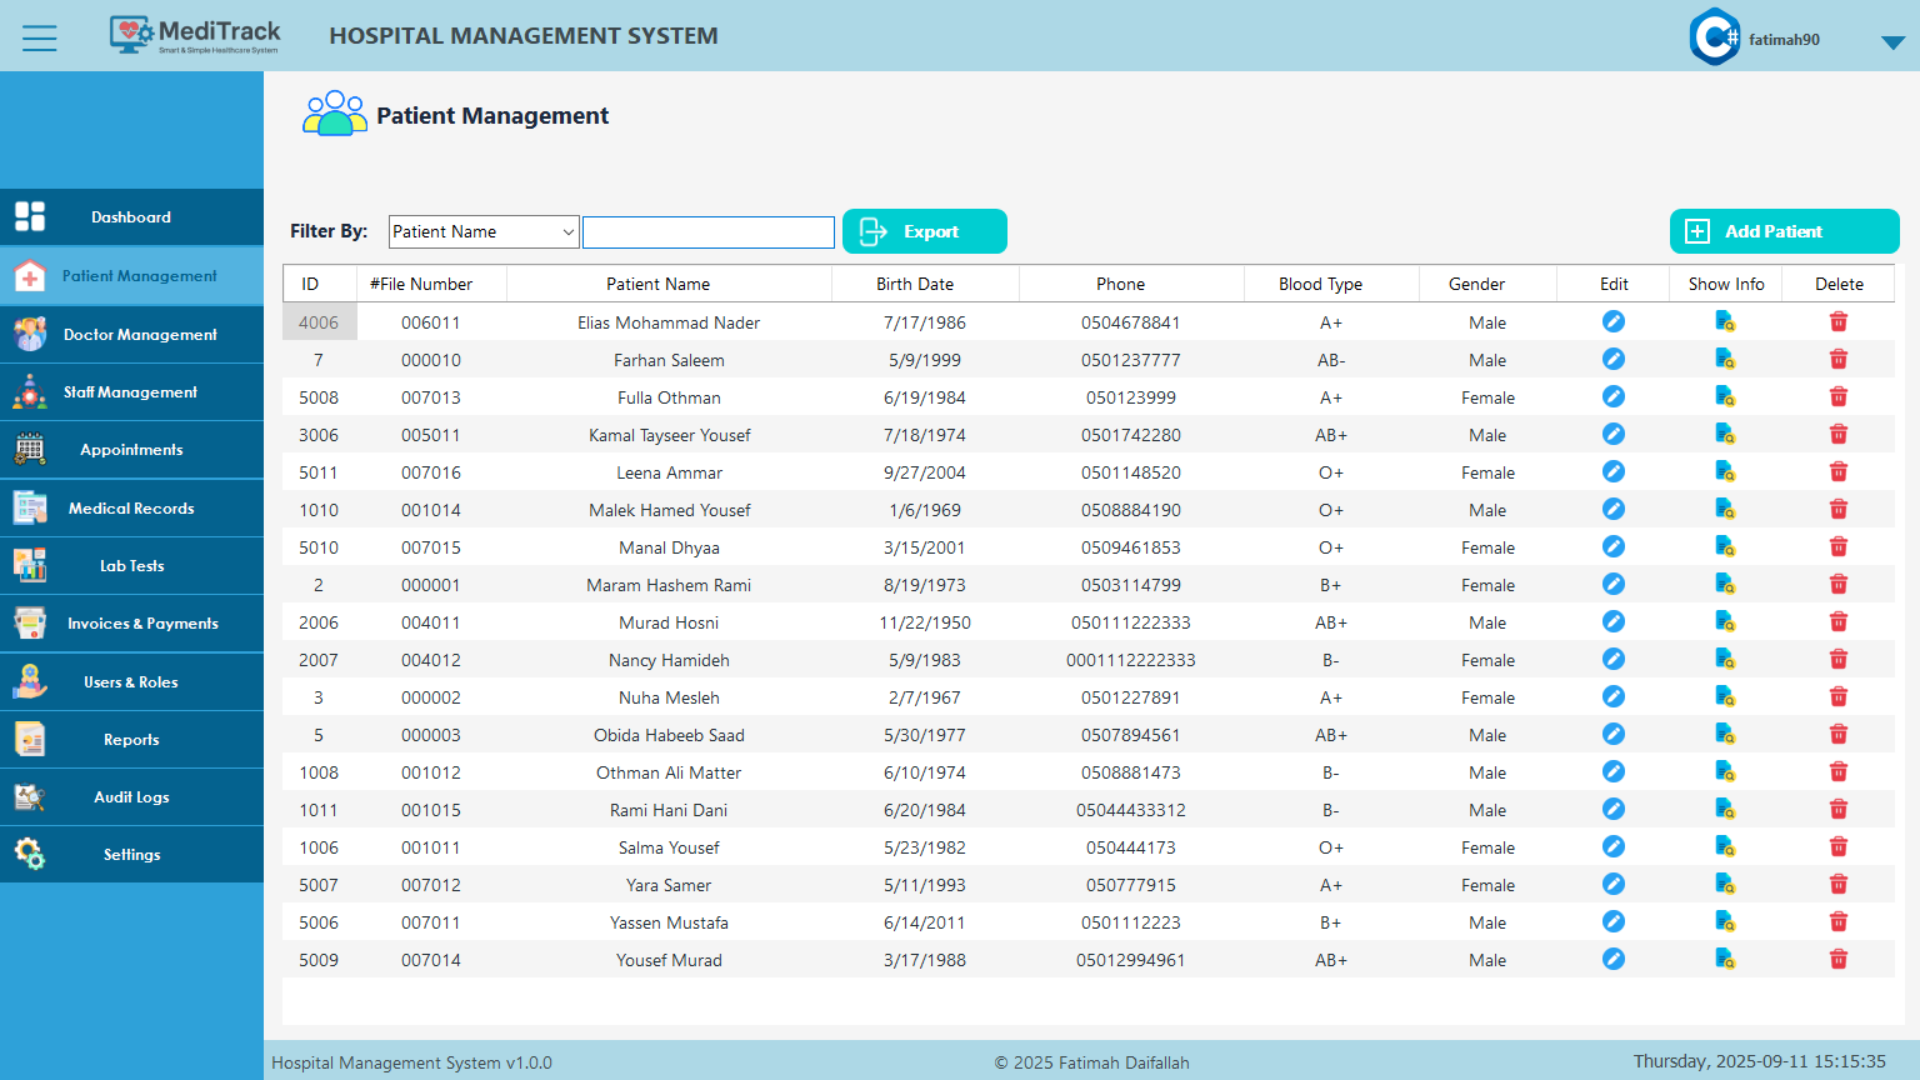 MediTrack
Smart & Simple Healthcare System
HOSPITAL MANAGEMENT SYSTEM
C#
fatimah90
Patient Management
Dashboard
Patient Management
Doctor Management
Staff Management
Appointments
Medical Records
Lab Tests
Invoices & Payments
Users & Roles
Reports
Audit Logs
Settings
Filter By: Patient Name Export Add Patient
ID #File Number Patient Name Birth Date Phone Blood Type Gender Edit Show Info Delete
4006 006011 Elias Mohammad Nader 7/17/1986 0504678841 A+ Male
7 000010 Farhan Saleem 5/9/1999 0501237777 AB- Male
5008 007013 Fulla Othman 6/19/1984 050123999 A+ Female
3006 005011 Kamal Tayseer Yousef 7/18/1974 0501742280 AB+ Male
5011 007016 Leena Ammar 9/27/2004 0501148520 O+ Female
1010 001014 Malek Hamed Yousef 1/6/1969 0508884190 O+ Male
5010 007015 Manal Dhyaa 3/15/2001 0509461853 O+ Female
2 000001 Maram Hashem Rami 8/19/1973 0503114799 B+ Female
2006 004011 Murad Hosni 11/22/1950 050111222333 AB+ Male
2007 004012 Nancy Hamideh 5/9/1983 0001112222333 B- Female
3 000002 Nuha Mesleh 2/7/1967 0501227891 A+ Female
5 000003 Obida Habeeb Saad 5/30/1977 0507894561 AB+ Male
1008 001012 Othman Ali Matter 6/10/1974 0508881473 B- Male
1011 001015 Rami Hani Dani 6/20/1984 05044433312 B- Male
1006 001011 Salma Yousef 5/23/1982 050444173 O+ Female
5007 007012 Yara Samer 5/11/1993 050777915 A+ Female
5006 007011 Yassen Mustafa 6/14/2011 0501112223 B+ Male
5009 007014 Yousef Murad 3/17/1988 05012994961 AB+ Male
Hospital Management System v1.0.0
© 2025 Fatimah Daifallah
Thursday, 2025-09-11 15:15:35